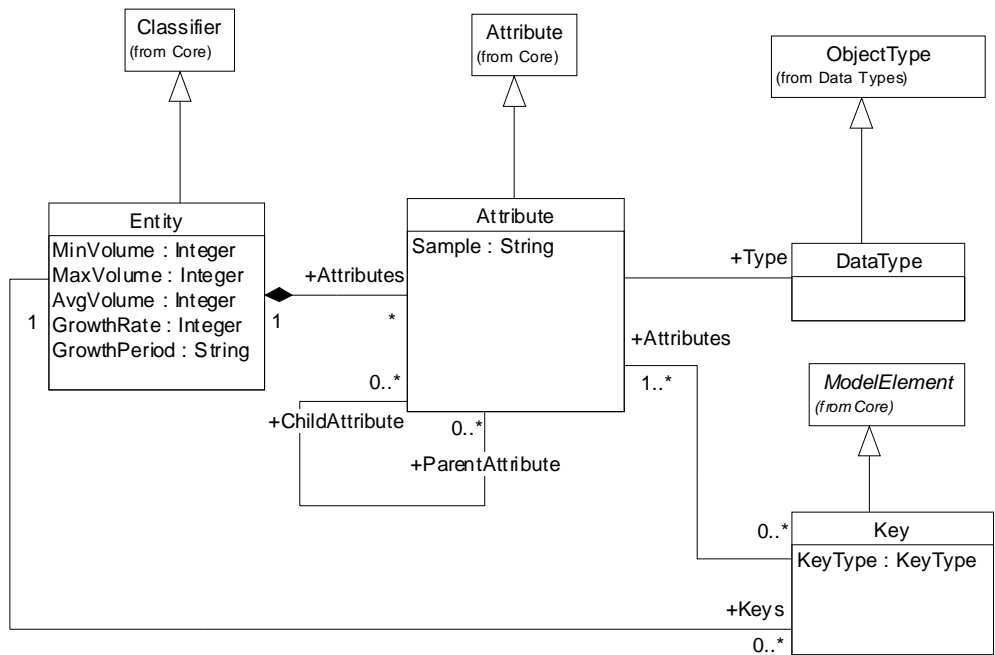 Classifier
(from Core)
Attribute
(from Core)
ObjectType
(from Data Types)
Entity
MinVolume : Integer
MaxVolume : Integer
AvgVolume : Integer
GrowthRate : Integer
GrowthPeriod : String
Attribute
Sample : String
DataType
+Type
+Attributes
1
1
*
+Attributes
1..*
0..*
+ChildAttribute
0..*
+ParentAttribute
ModelElement
(from Core)
Key
KeyType : KeyType
0..*
+Keys
0..*